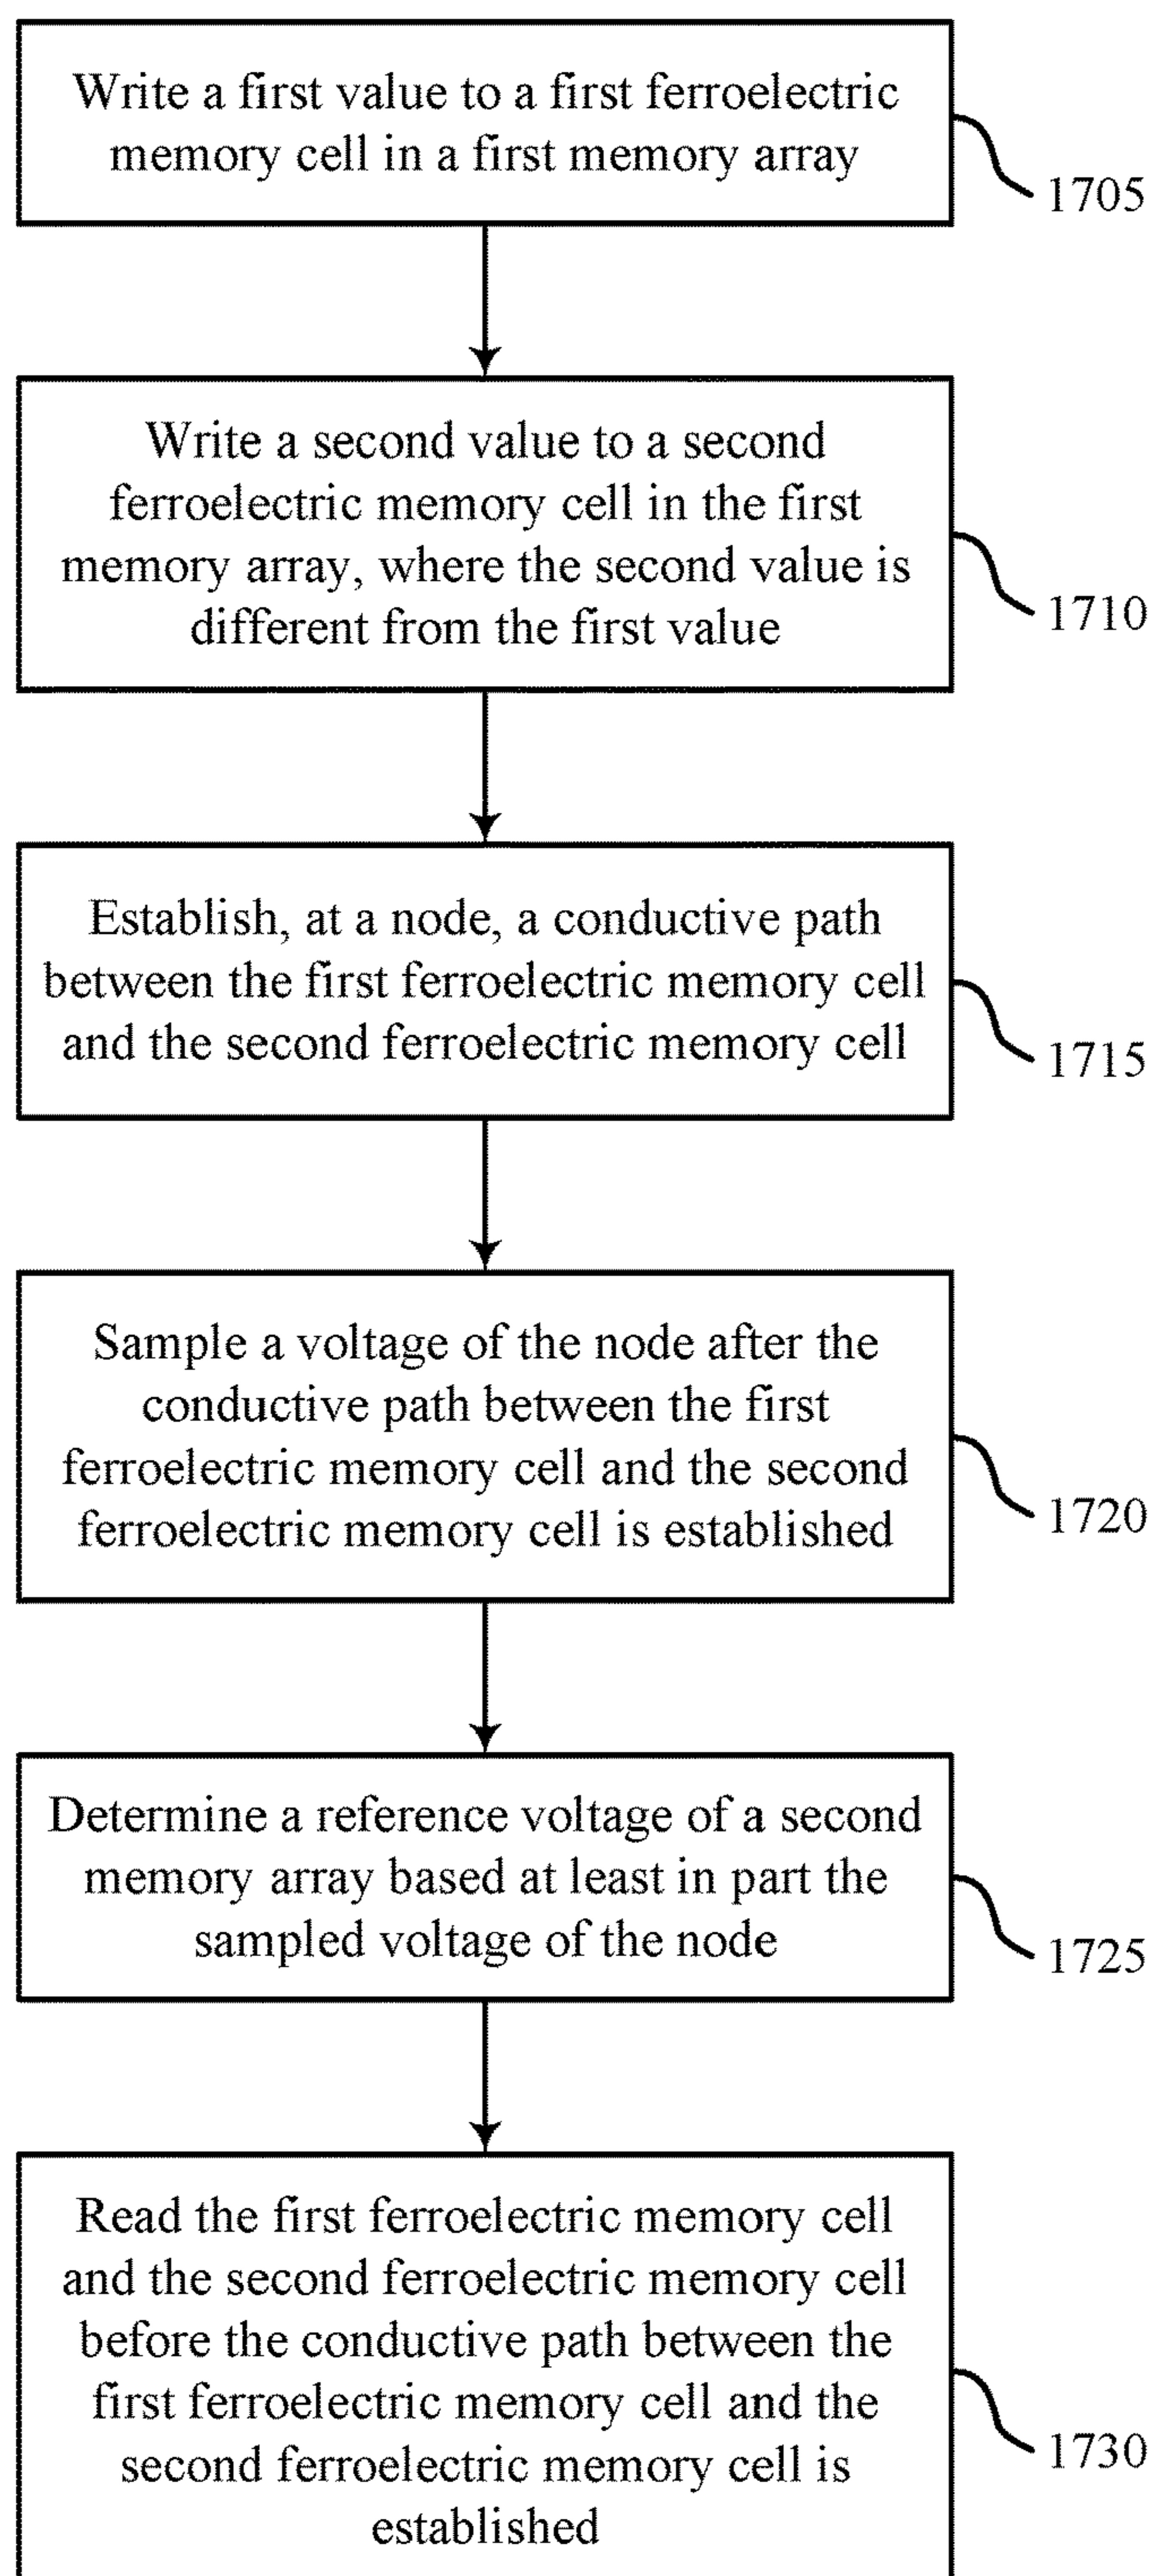 Write a first value to a first ferroelectric
memory cell in a first memory array
1705
Write a second value to a second
ferroelectric memory cell in the first
memory array, where the second value is
different from the first value
1710
Establish, at a node, a conductive path
between the first ferroelectric memory cell
and the second ferroelectric memory cell
1715
Sample a voltage of the node after the
conductive path between the first
ferroelectric memory cell and the second
ferroelectric memory cell is established
1720
Determine a reference voltage of a second
memory array based at least in part the
sampled voltage of the node
1725
Read the first ferroelectric memory cell
and the second ferroelectric memory cell
before the conductive path between the
first ferroelectric memory cell and the
second ferroelectric memory cell is
established
1730